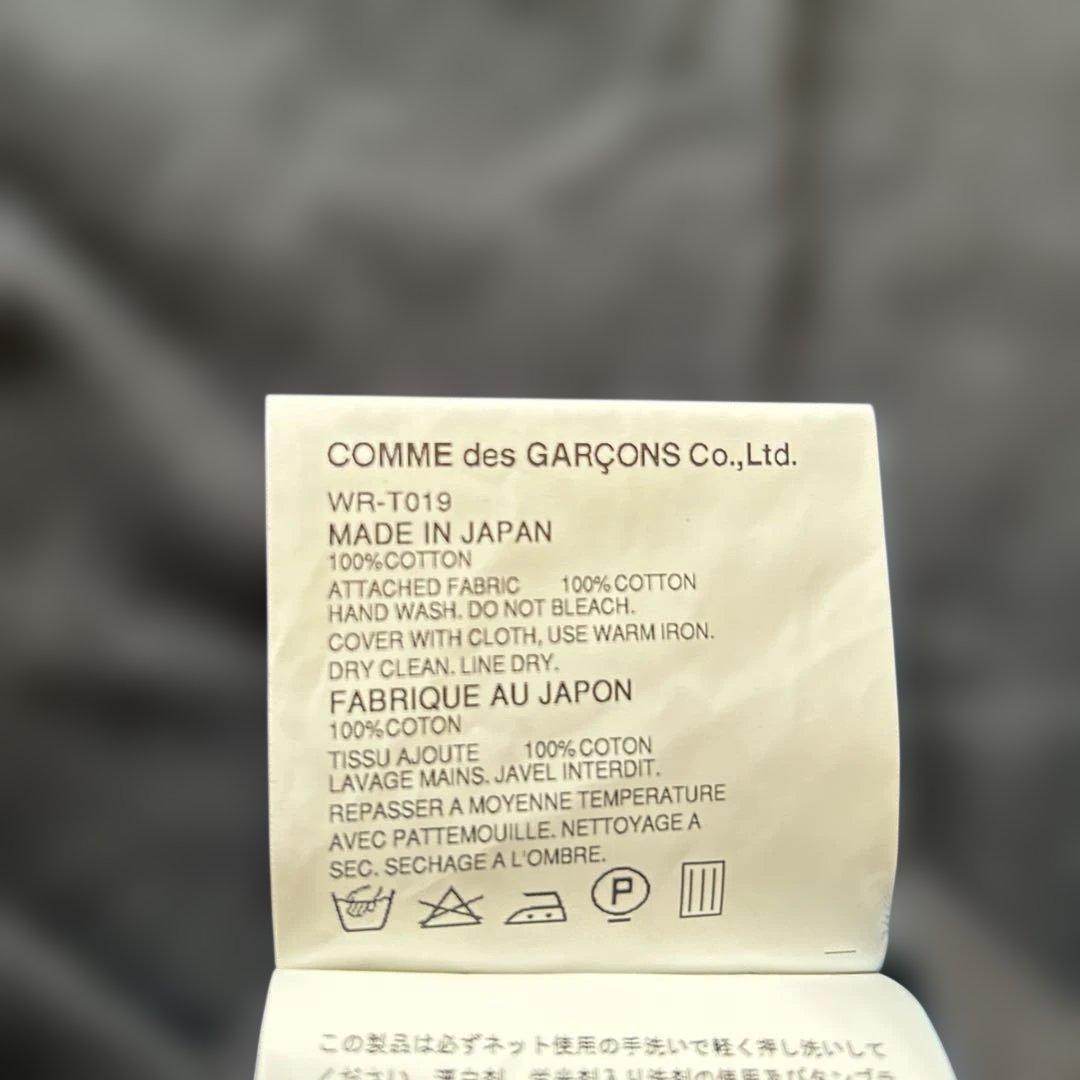 COMME des GARÇONS Co.,Ltd.
WR-T019
MADE IN JAPAN
100%COTTON
ATTACHED FABRIC 100%COTTON
HAND WASH. DO NOT BLEACH.
COVER WITH CLOTH, USE WARM IRON.
DRY CLEAN. LINE DRY.
FABRIQUE AU JAPON
100%COTON
TISSU AJOUTE 100%COTON
LAVAGE MAINS. JAVEL INTERDIT.
REPASSER A MOYENNE TEMPERATURE
AVEC PATTEMOUILLE. NETTOYAGE A
SEC. SECHAGE A L'OMBRE.
P
この製品は必ずネット使用の手洗いで軽く押し洗いして